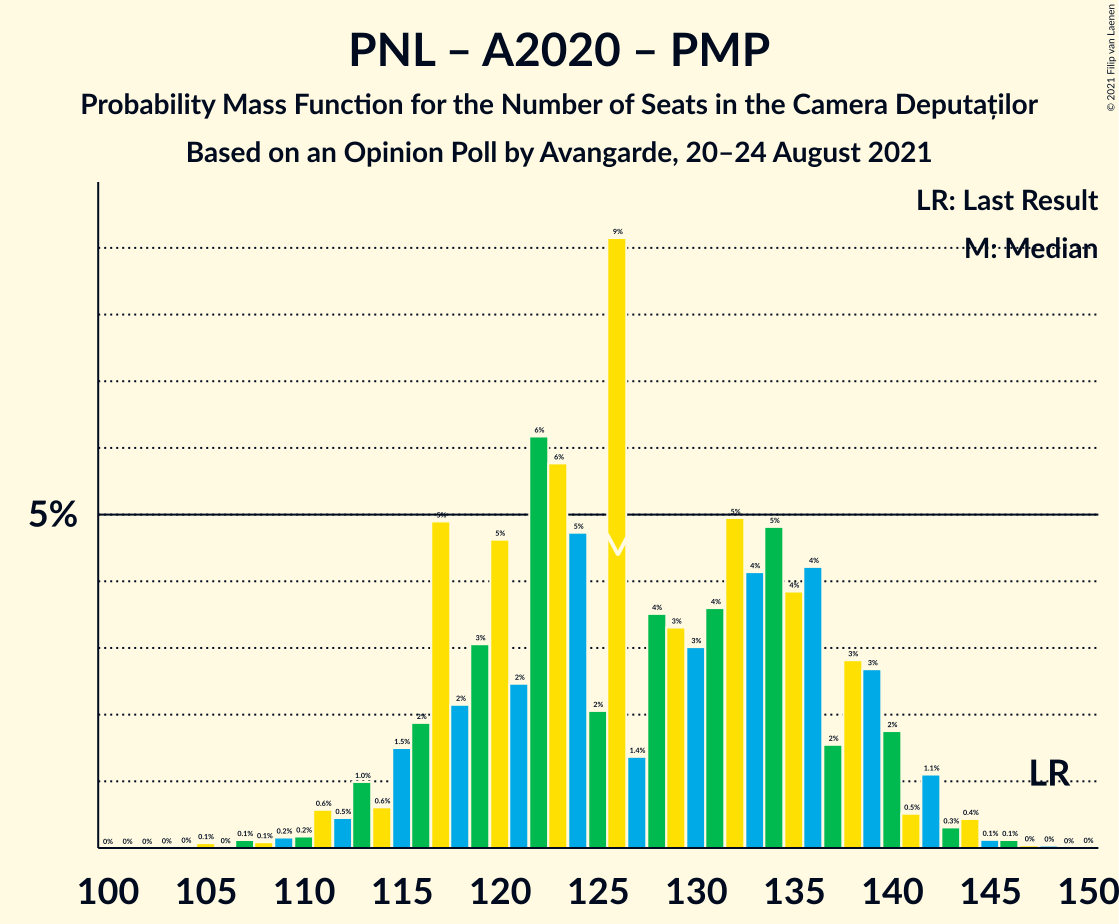 PNL – A2020 – PMP
Probability Mass Function for the Number of Seats in the Camera Deputaților
Based on an Opinion Poll by Avangarde, 20–24 August 2021
© 2021 Filip van Laenen
LR: Last Result
M: Median
5%
0% 0% 0% 0% 0% 0.1% 0% 0.1% 0.1% 0.2% 0.2% 0.6% 0.5% 1.0% 0.6% 1.5% 2% 5% 2% 3% 5% 2% 6% 6% 5% 2% 9% 1.4% 4% 3% 3% 4% 5% 4% 5% 4% 4% 2% 3% 3% 2% 0.5% 1.1% 0.3% 0.4% 0.1% 0.1% 0% 0% 0% 0%
M
LR
100 105 110 115 120 125 130 135 140 145 150